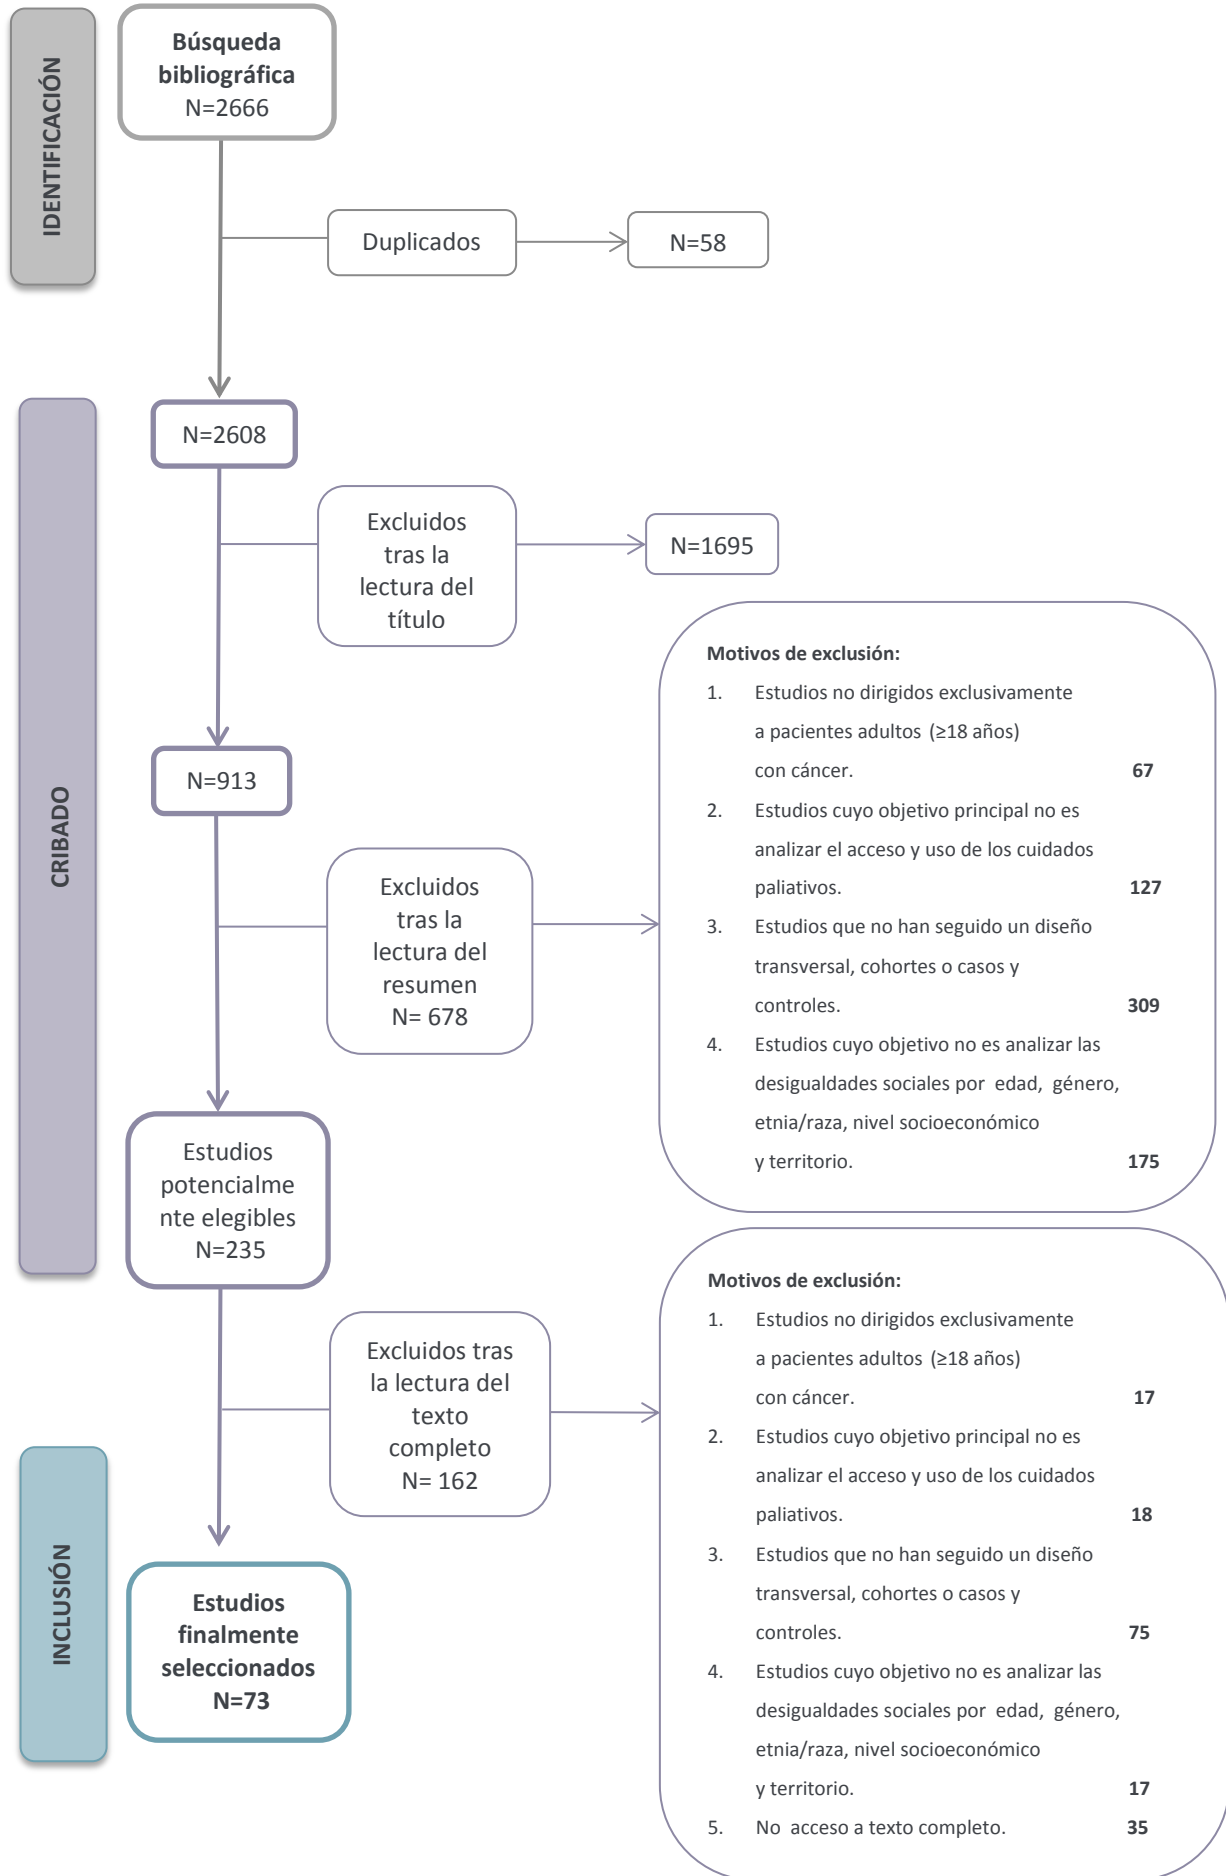 IDENTIFICACIÓN
Búsqueda
bibliográfica
N=2666
Duplicados
N=58
CRIBADO
N=2608
Excluidos
tras la
lectura del
título
N=1695
N=913
Excluidos
tras la
lectura del
resumen
N= 678
Motivos de exclusión:
1. Estudios no dirigidos exclusivamente
a pacientes adultos (≥18 años)
con cáncer. 67
2. Estudios cuyo objetivo principal no es
analizar el acceso y uso de los cuidados
paliativos. 127
3. Estudios que no han seguido un diseño
transversal, cohortes o casos y
controles. 309
4. Estudios cuyo objetivo no es analizar las
desigualdades sociales por edad, género,
etnia/raza, nivel socioeconómico
y territorio. 175
Estudios
potencialme
nte elegibles
N=235
Excluidos tras
la lectura del
texto
completo
N= 162
Motivos de exclusión:
1. Estudios no dirigidos exclusivamente
a pacientes adultos (≥18 años)
con cáncer. 17
2. Estudios cuyo objetivo principal no es
analizar el acceso y uso de los cuidados
paliativos. 18
3. Estudios que no han seguido un diseño
transversal, cohortes o casos y
controles. 75
4. Estudios cuyo objetivo no es analizar las
desigualdades sociales por edad, género,
etnia/raza, nivel socioeconómico
y territorio. 17
5. No acceso a texto completo. 35
INCLUSIÓN
Estudios
finalmente
seleccionados
N=73